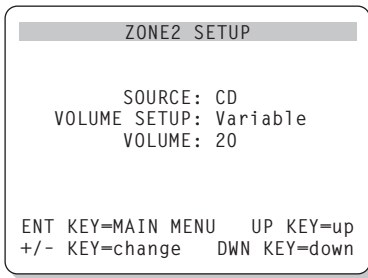 ZONE2 SETUP
SOURCE: CD
VOLUME SETUP: Variable
VOLUME: 20
ENT KEY=MAIN MENU UP KEY=up
+/- KEY=change DWN KEY=down